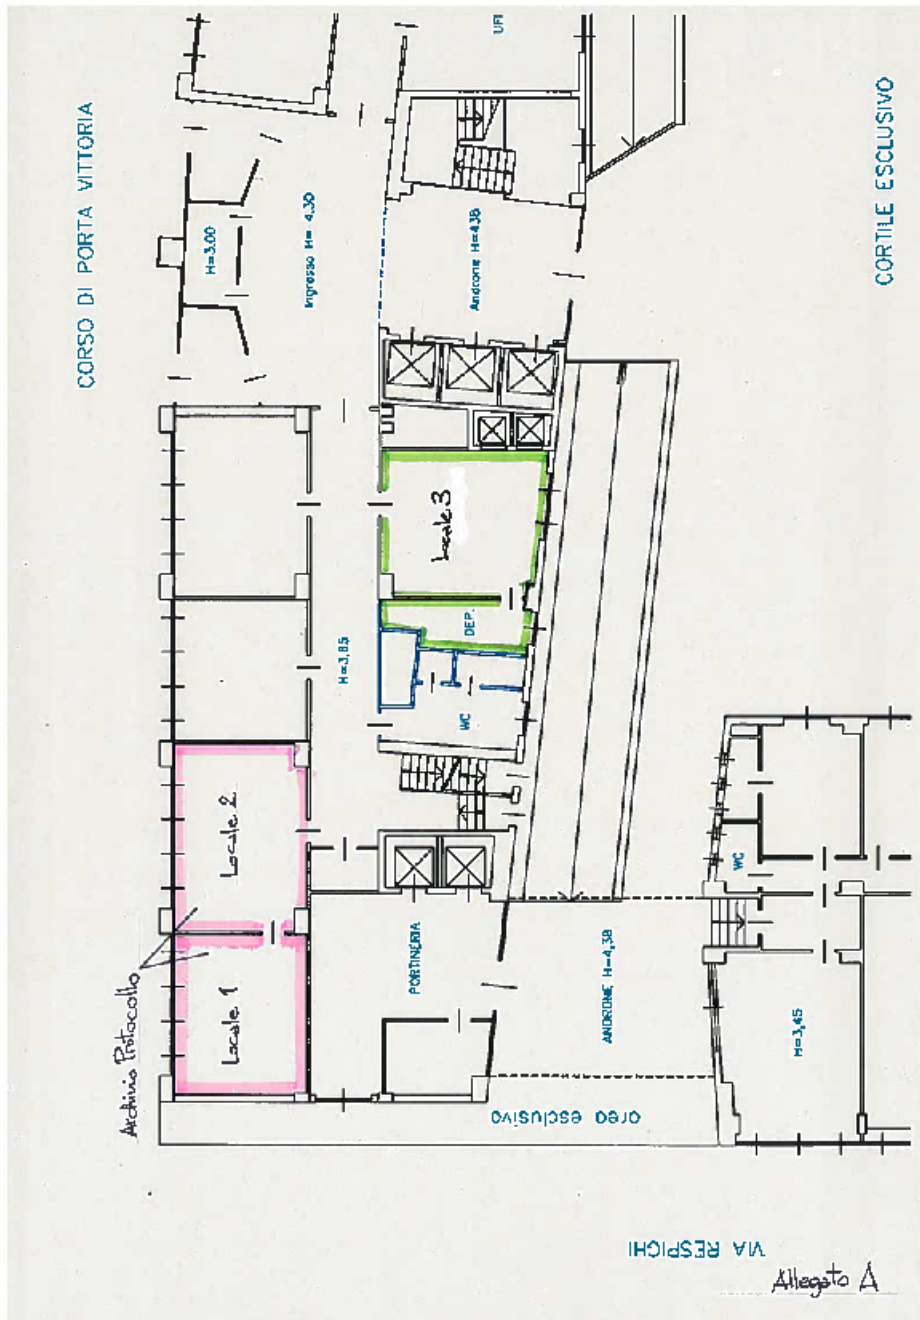 UFI
CORSO DI PORTA VITTORIA
CORTILE ESCLUSIVO
H=3.00
Ingresso H= 4.30
Androne H=4.38
Locale 3
DEP.
H=3,85
WC
Locale 2
WC
Locale 1
Archivio Protocollo
PORTINERIA
ANDRONE H=4,38
H=3,45
area esclusiva
VIA RESPIGHI
Allegato A